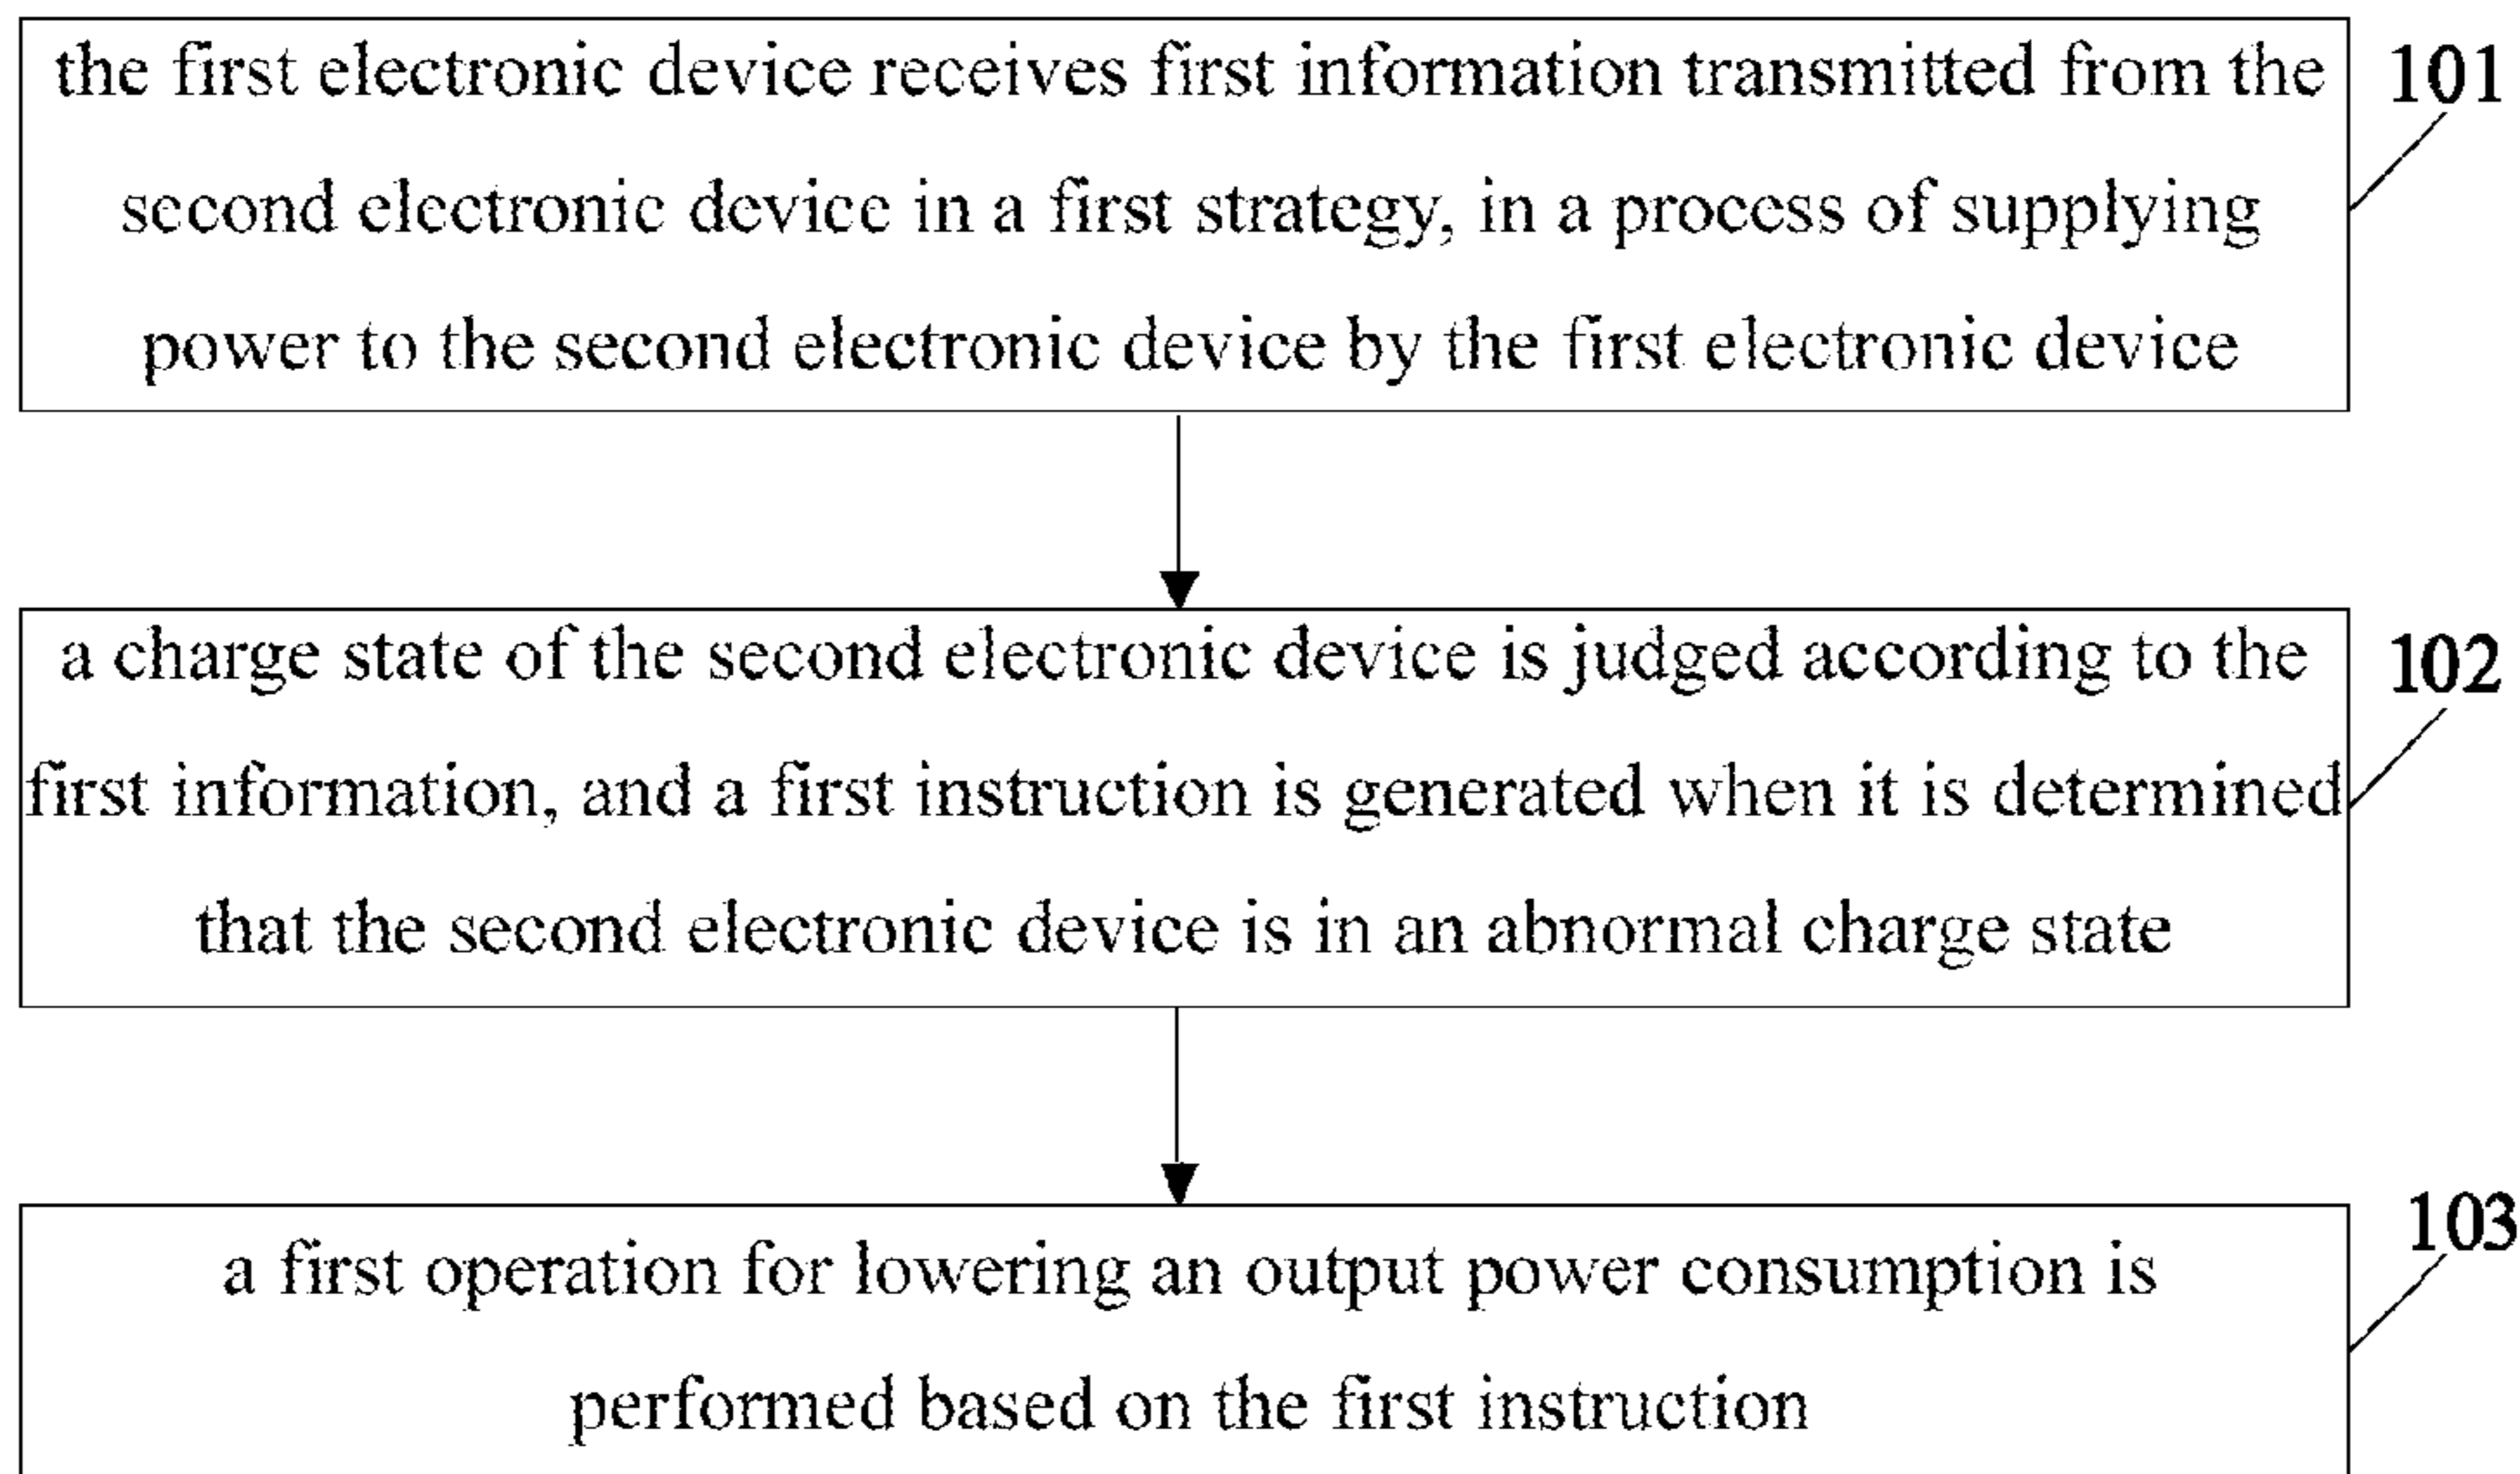 the first electronic device receives first information transmitted from the
101
second electronic device in a first strategy, in a process of supplying
power to the second electronic device by the first electronic device
a charge state of the second electronic device is judged according to the
102
first information, and a first instruction is generated when it is determined
that the second electronic device is in an abnormal charge state
103
a first operation for lowering an output power consumption is
performed based on the first instruction